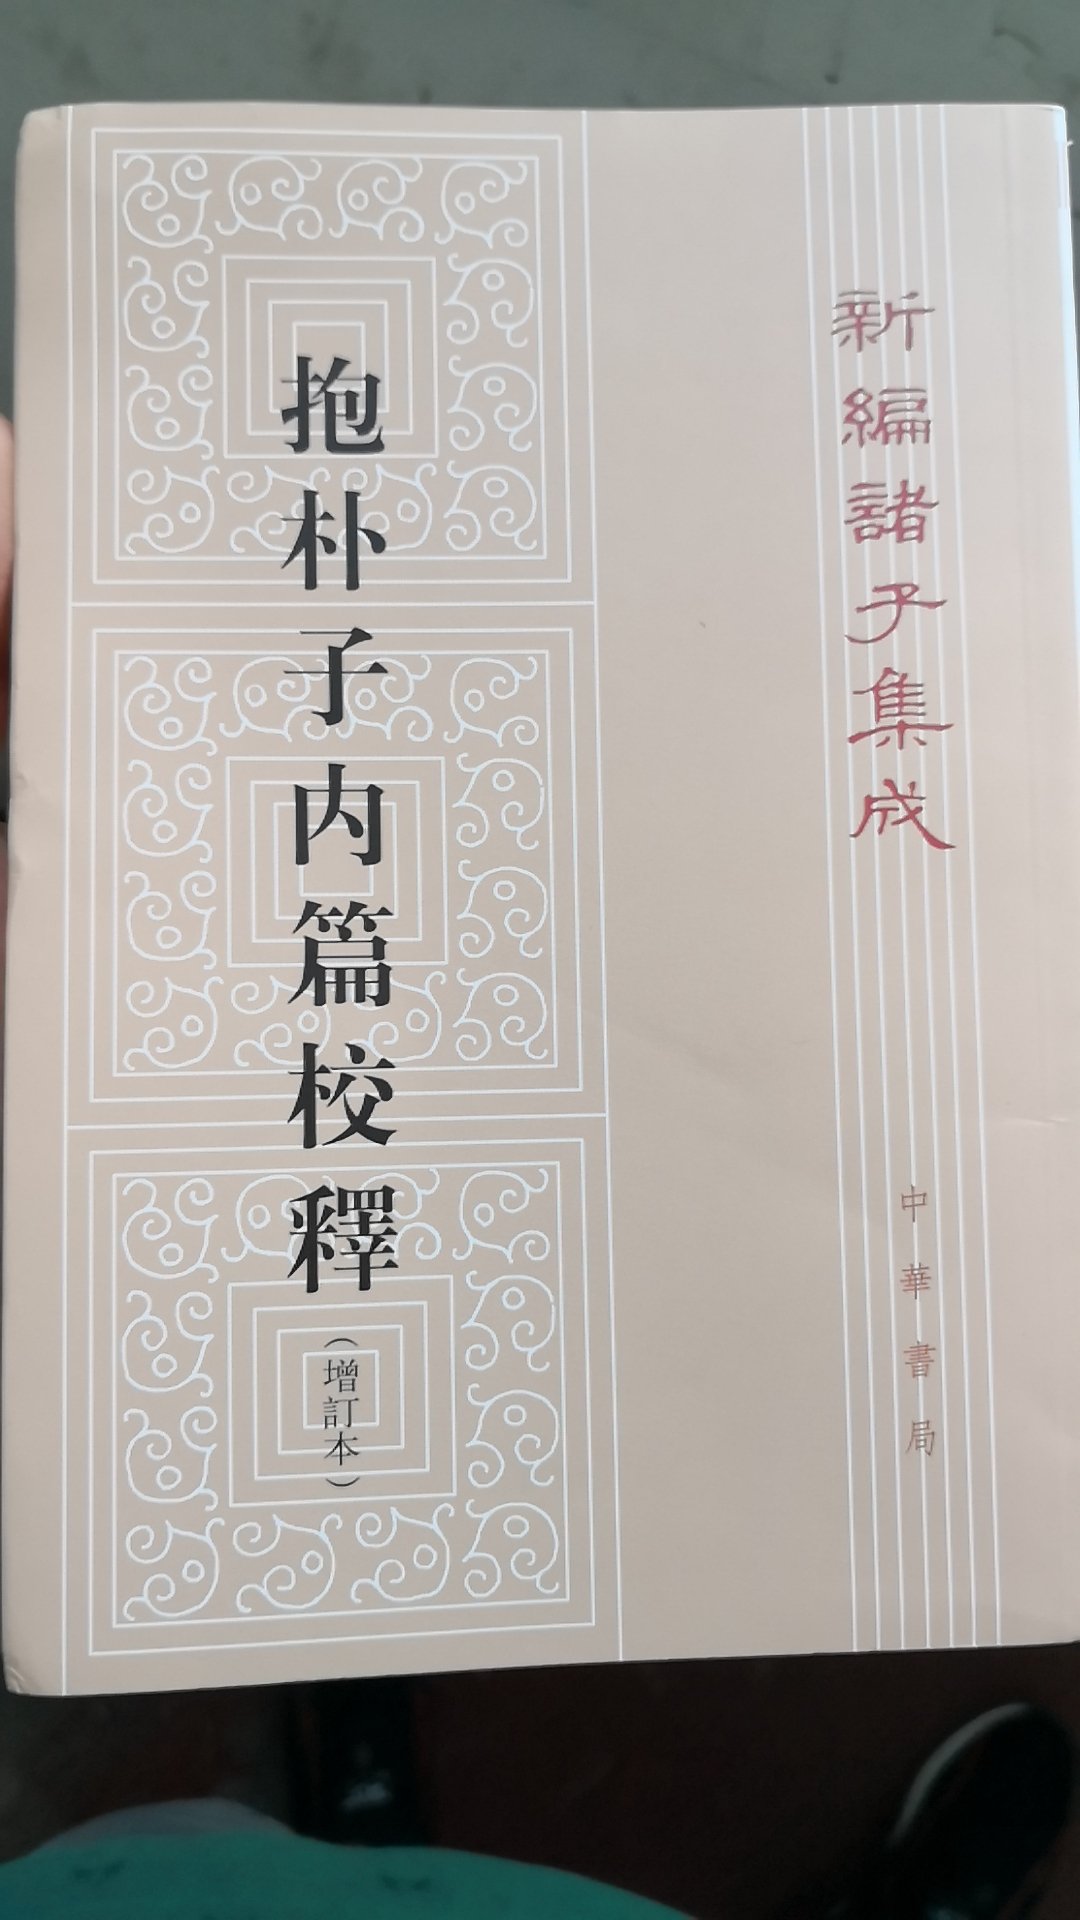 新編諸子集成
抱朴子内篇校釋
（增訂本）
中華書局